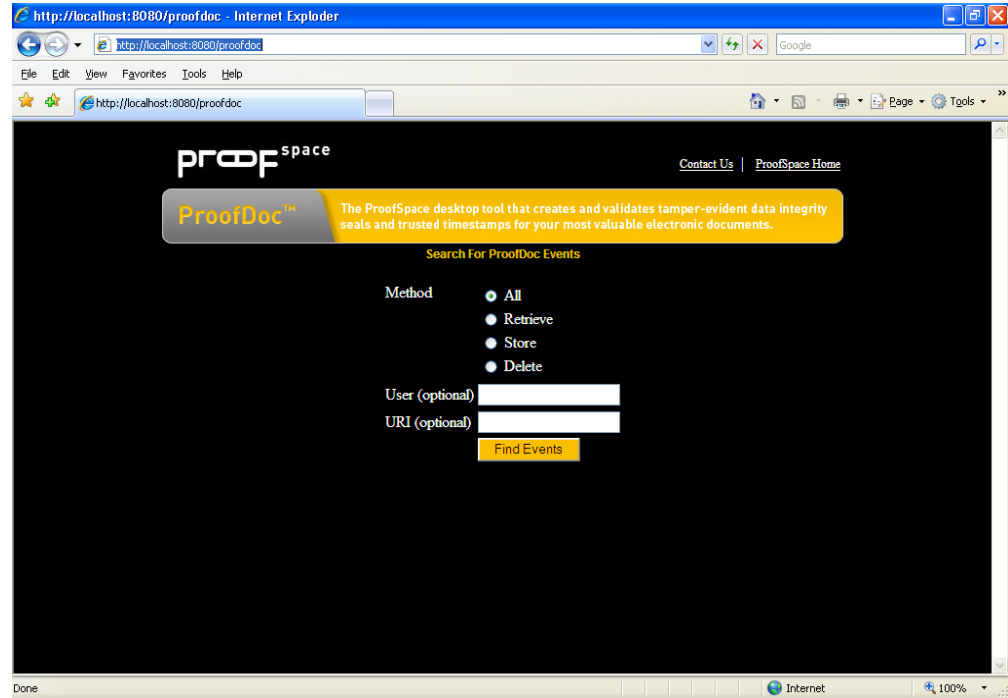 http://localhost:8080/proofdoc - Internet Exploder
http://localhost:8080/proofdoc
Google
File Edit View Favorites Tools Help
http://localhost:8080/proofdoc
Page Tools »
proof space
Contact Us | ProofSpace Home
ProofDoc™
The ProofSpace desktop tool that creates and validates tamper-evident data integrity
seals and trusted timestamps for your most valuable electronic documents.
Search For ProofDoc Events
Method
All
Retrieve
Store
Delete
User (optional)
URI (optional)
Find Events
Done
Internet
100%